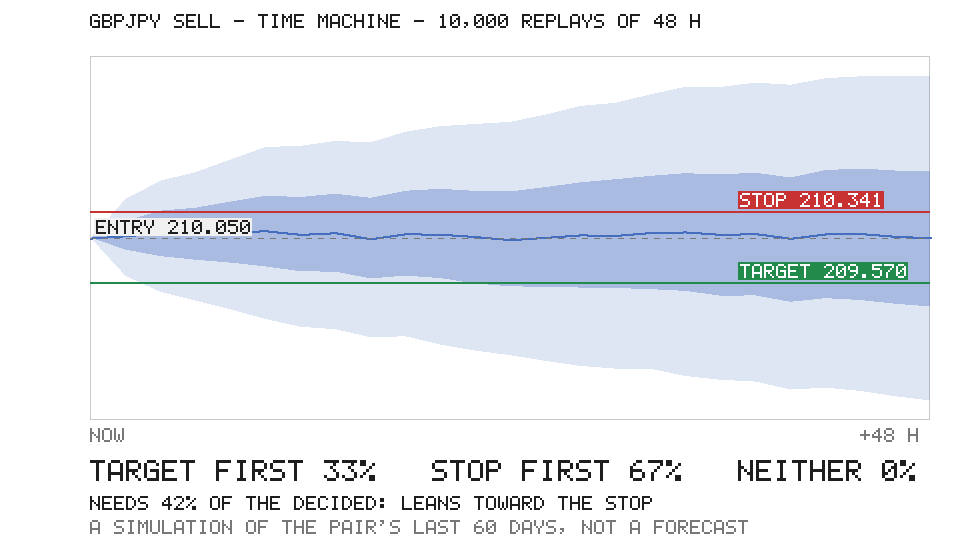 GBPJPY SELL - TIME MACHINE - 10,000 REPLAYS OF 48 H
STOP 210.341
ENTRY 210.050
TARGET 209.570
NOW +48 H
TARGET FIRST 33% STOP FIRST 67% NEITHER 0%
NEEDS 42% OF THE DECIDED: LEANS TOWARD THE STOP
A SIMULATION OF THE PAIR'S LAST 60 DAYS, NOT A FORECAST